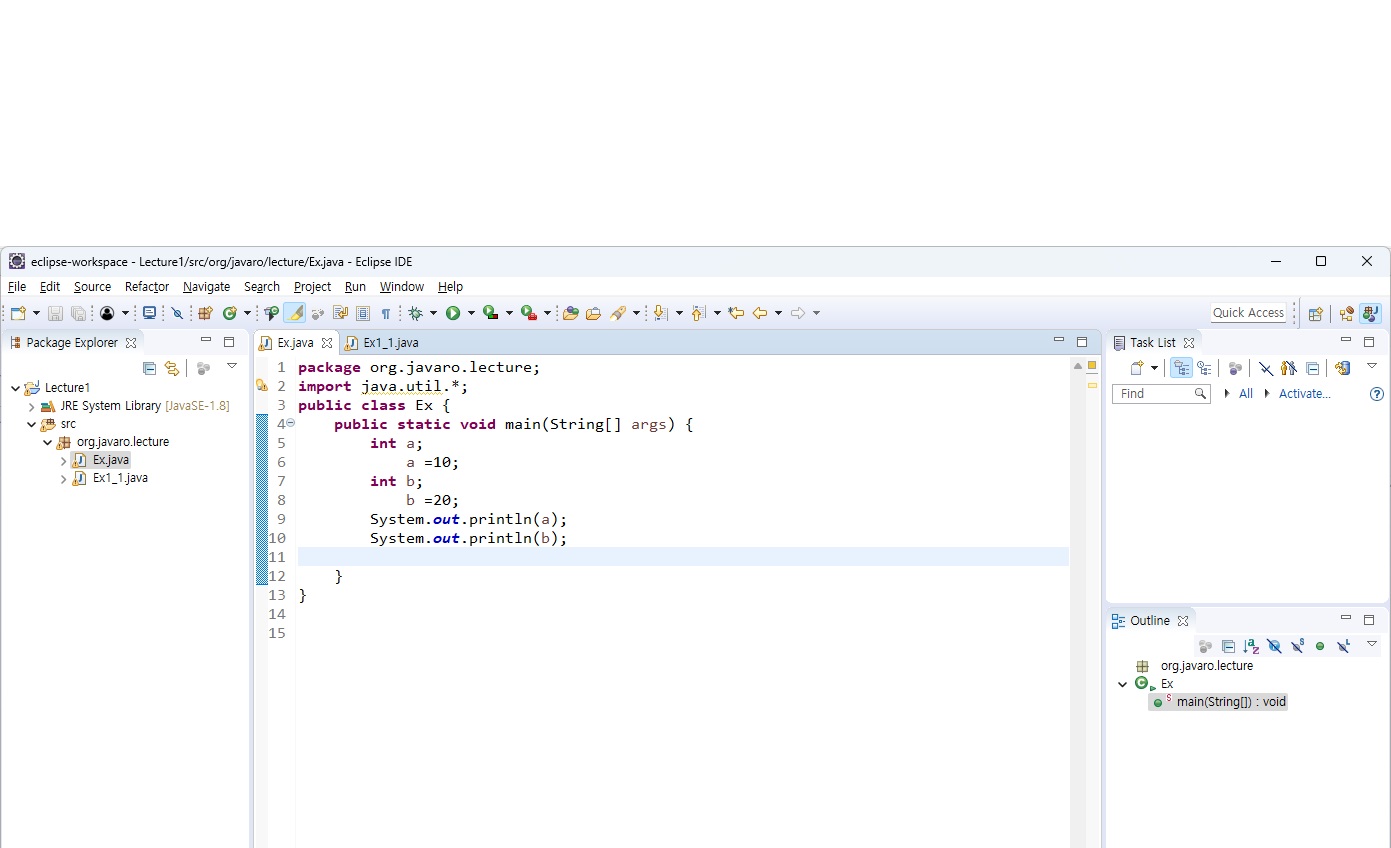 eclipse-workspace - Lecture1/src/org/javaro/lecture/Ex.java - Eclipse IDE
File Edit Source Refactor Navigate Search Project Run Window Help
Quick Access
Package Explorer
Lecture1
JRE System Library [JavaSE-1.8]
src
org.javaro.lecture
Ex.java
Ex1_1.java
Ex.java Ex1_1.java
1 package org.javaro.lecture;
2 import java.util.*;
3 public class Ex {
4 public static void main(String[] args) {
5 int a;
6 a =10;
7 int b;
8 b =20;
9 System.out.println(a);
10 System.out.println(b);
11
12 }
13 }
14
15
Task List
Find All Activate...
Outline
org.javaro.lecture
Ex
main(String[]) : void